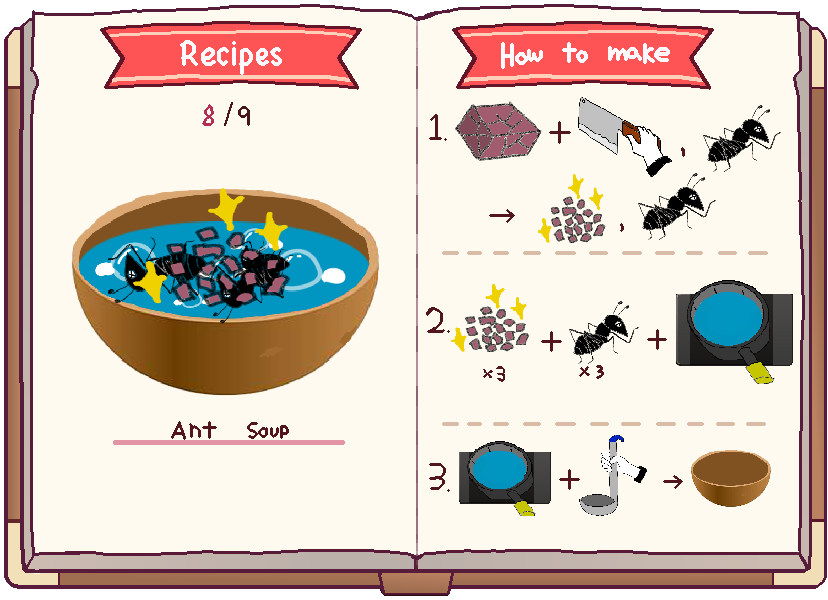 Recipes
8/9
Ant Soup
How to make
1.
2.
×3 ×3
3.